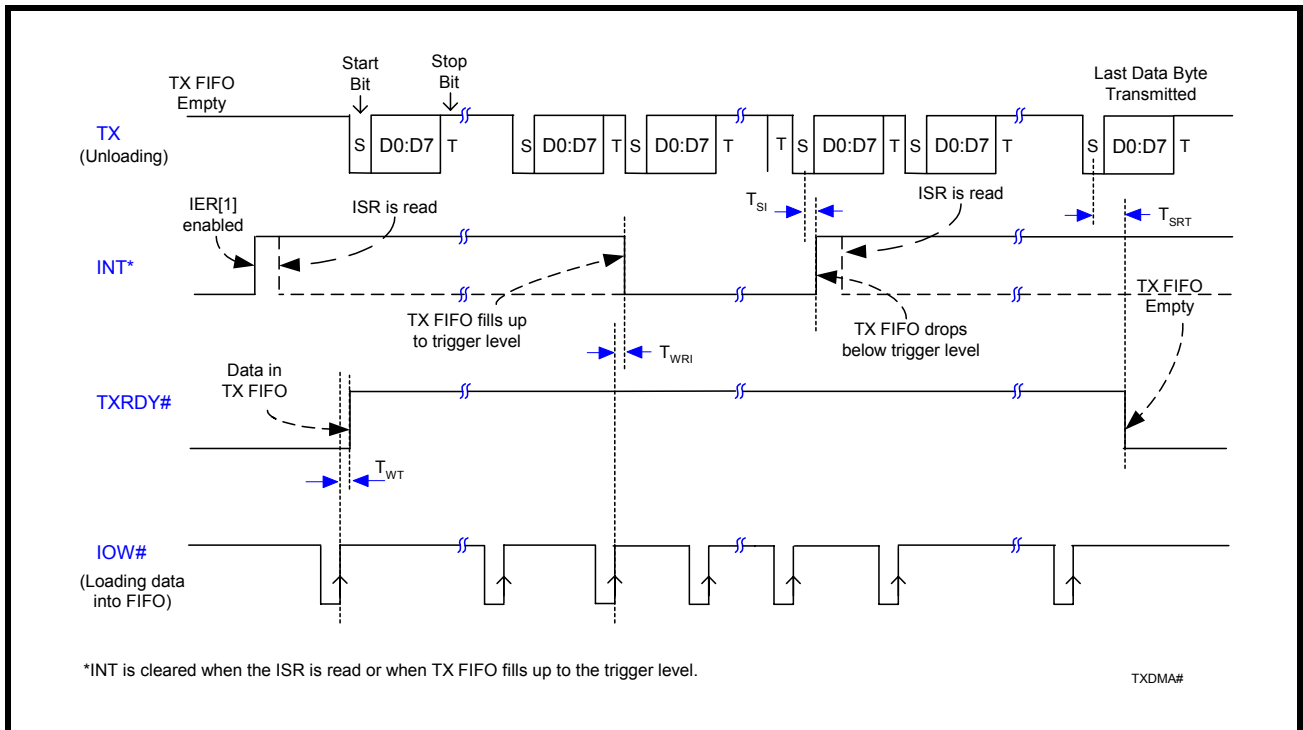 Start
Bit
Stop
Bit
TX FIFO
Empty
Last Data Byte
Transmitted
TX
(Unloading)
S D0:D7 T S D0:D7 T S D0:D7 T T S D0:D7 T S D0:D7 T S D0:D7 T
IER[1]
enabled
ISR is read
TSI
ISR is read
TSRT
INT*
TX FIFO fills up
to trigger level
TX FIFO drops
below trigger level
TX FIFO
Empty
TWRI
Data in
TX FIFO
TXRDY#
TWT
IOW#
(Loading data
into FIFO)
*INT is cleared when the ISR is read or when TX FIFO fills up to the trigger level.
TXDMA#